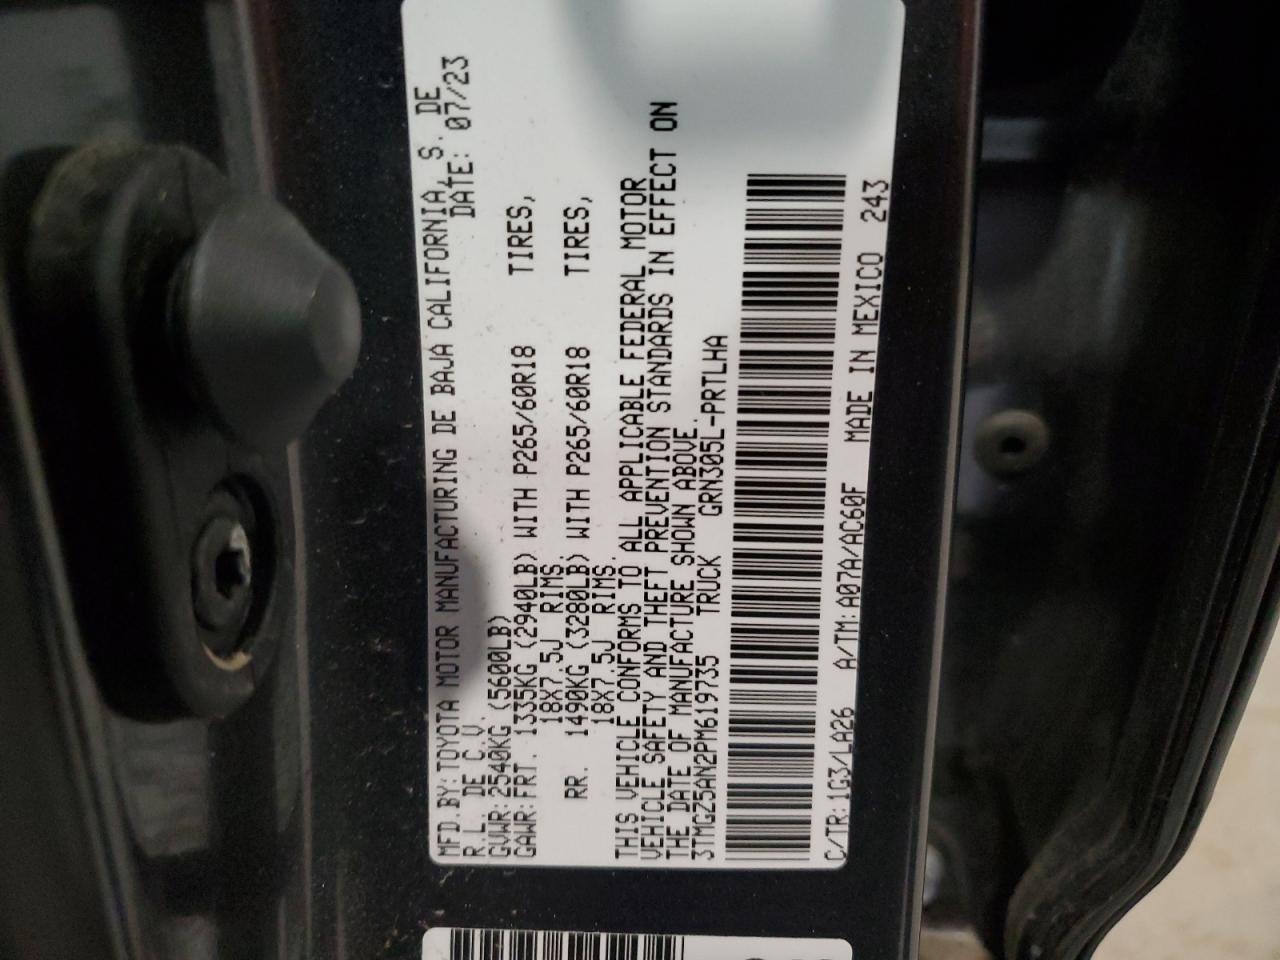 MFD.BY:TOYOTA MOTOR MANUFACTURING DE BAJA CALIFORNIA, S. DE
R.L. DE C.V. DATE: 07/23
GVWR:2540KG (5600LB)
GAWR:FRT. 1335KG (2940LB) WITH P265/60R18 TIRES,
18X7.5J RIMS.
RR. 1490KG (3280LB) WITH P265/60R18 TIRES,
18X7.5J RIMS.
THIS VEHICLE CONFORMS TO ALL APPLICABLE FEDERAL MOTOR
VEHICLE SAFETY AND THEFT PREVENTION STANDARDS IN EFFECT ON
THE DATE OF MANUFACTURE SHOWN ABOVE.
3TMGZ5AN2PM619735 TRUCK GRN305L-PRTLHA
C/TR:1G3/LA26 A/TM:A07A/AC60F MADE IN MEXICO 243